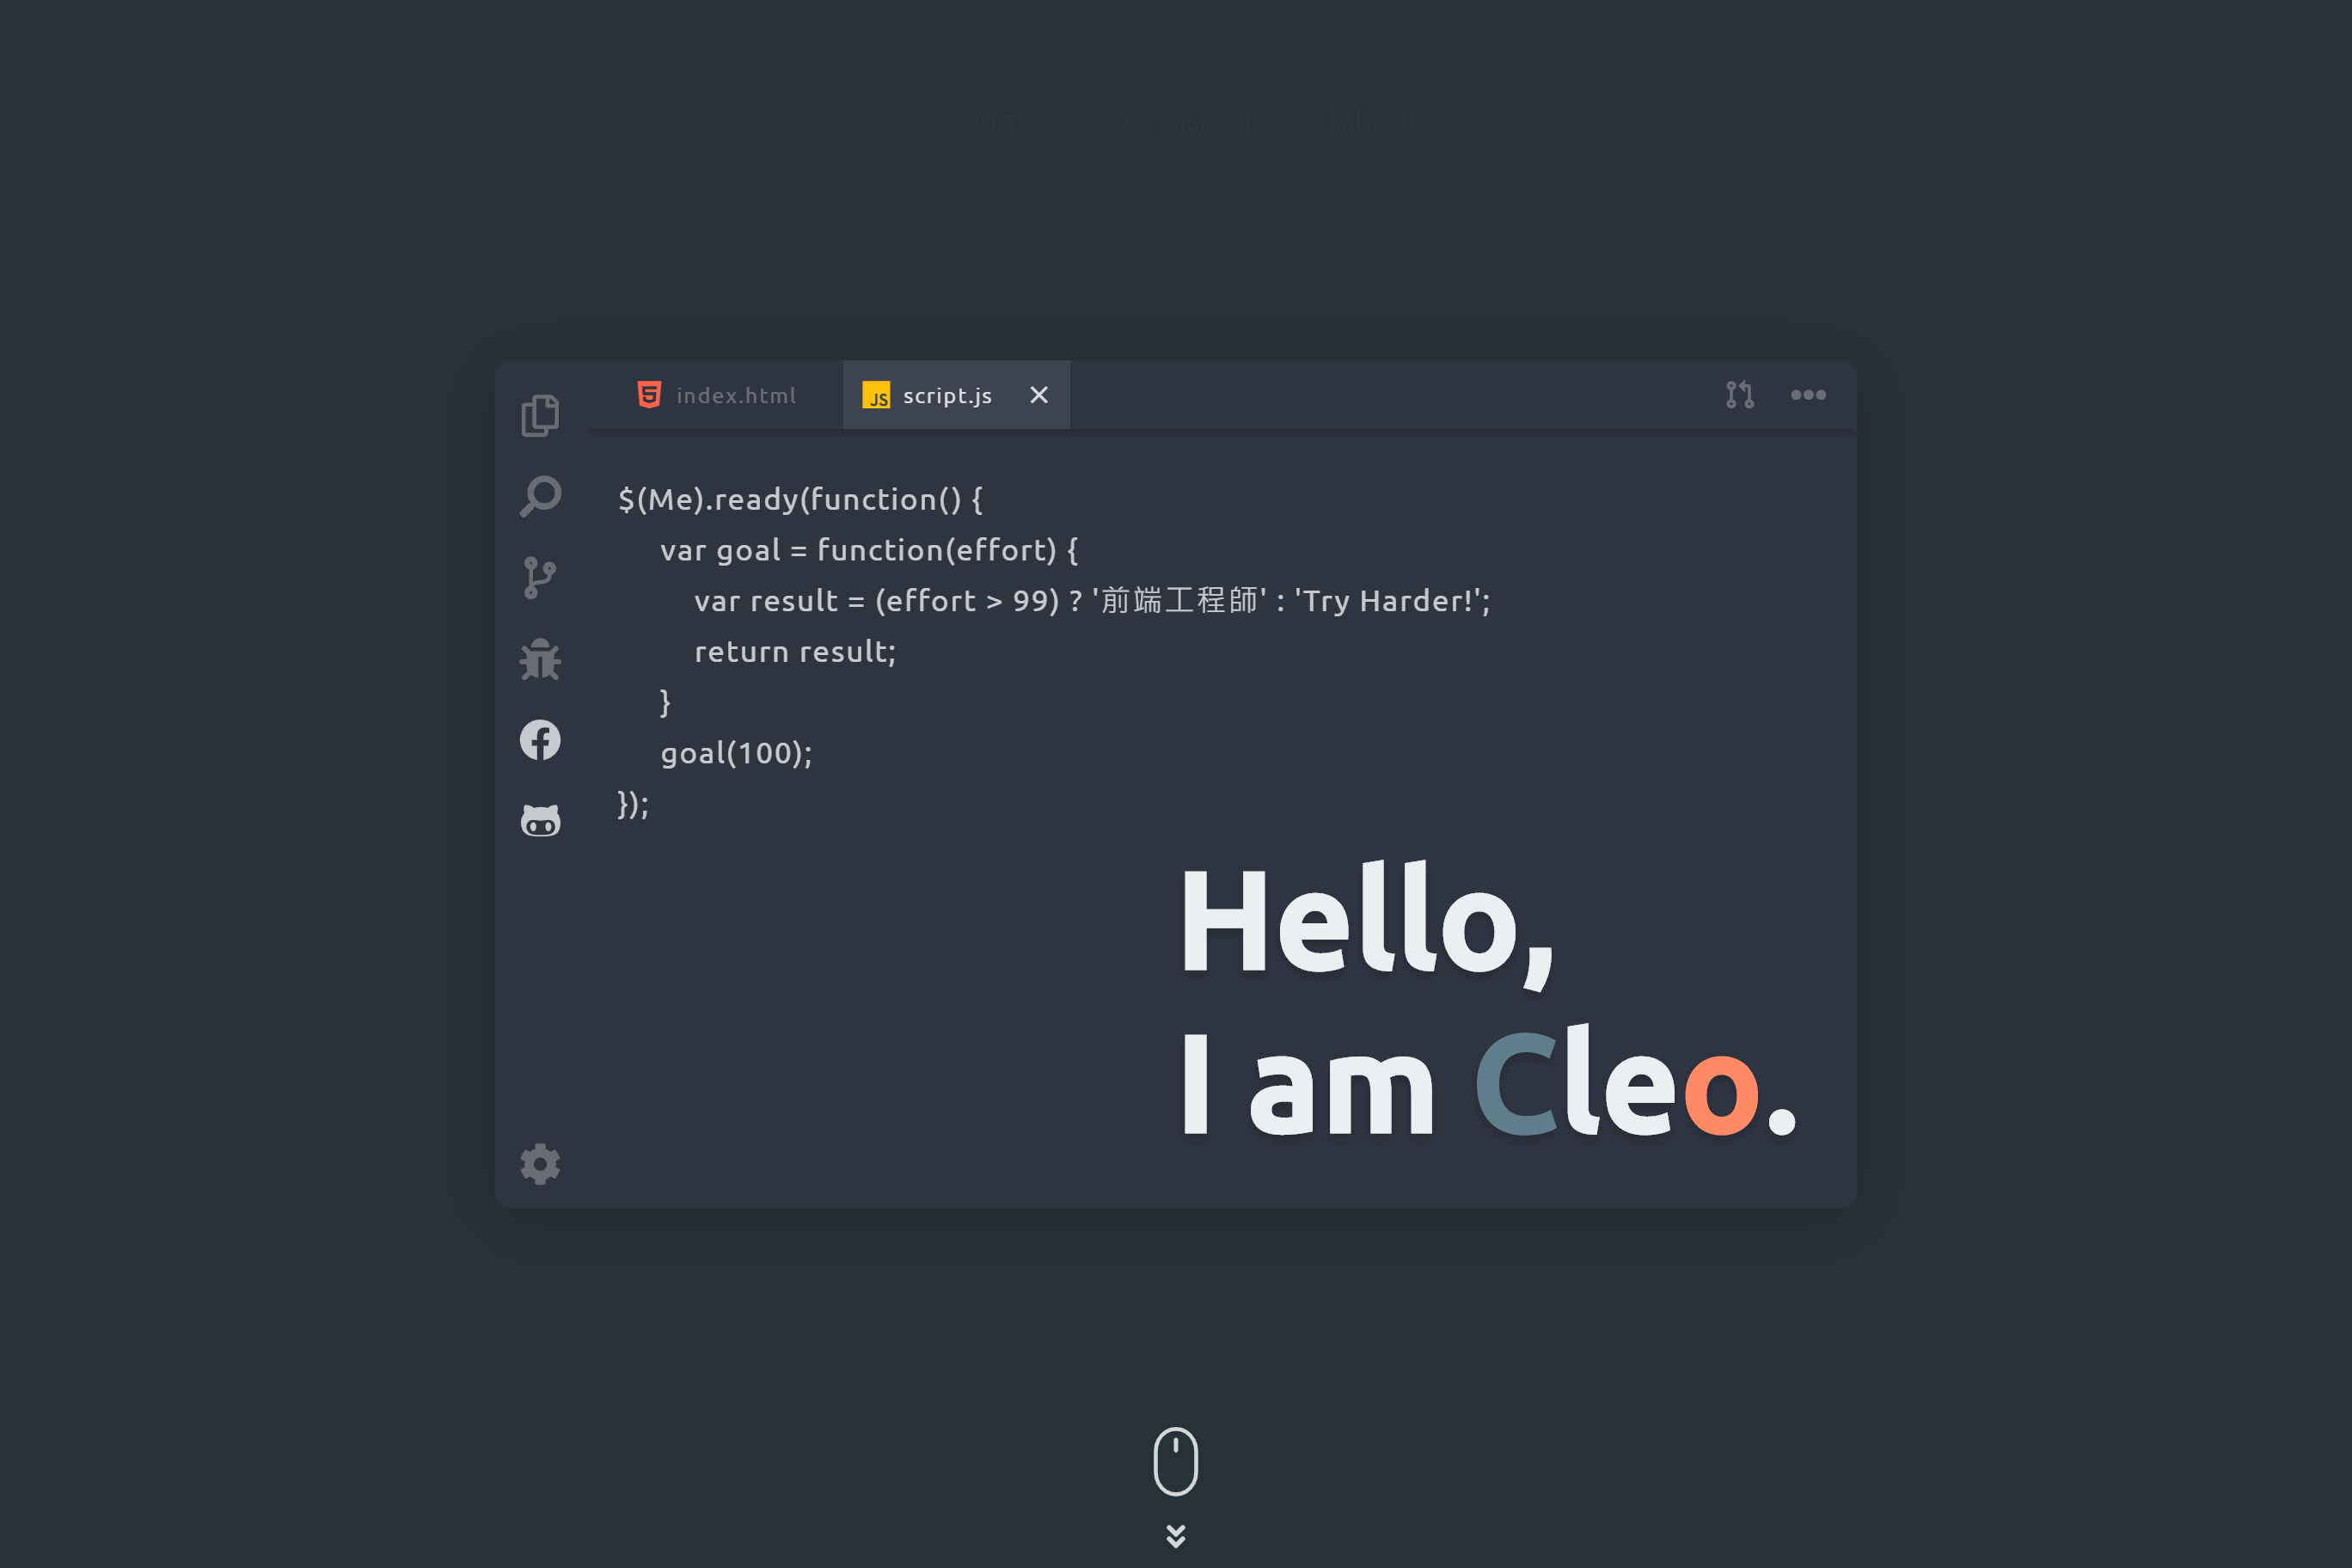 全画面表示を終了するには F11 を押します
index.html
JS script.js
$(Me).ready(function() {
var goal = function(effort) {
var result = (effort > 99) ? '前端工程師' : 'Try Harder!';
return result;
}
goal(100);
});
Hello,
I am Cleo.